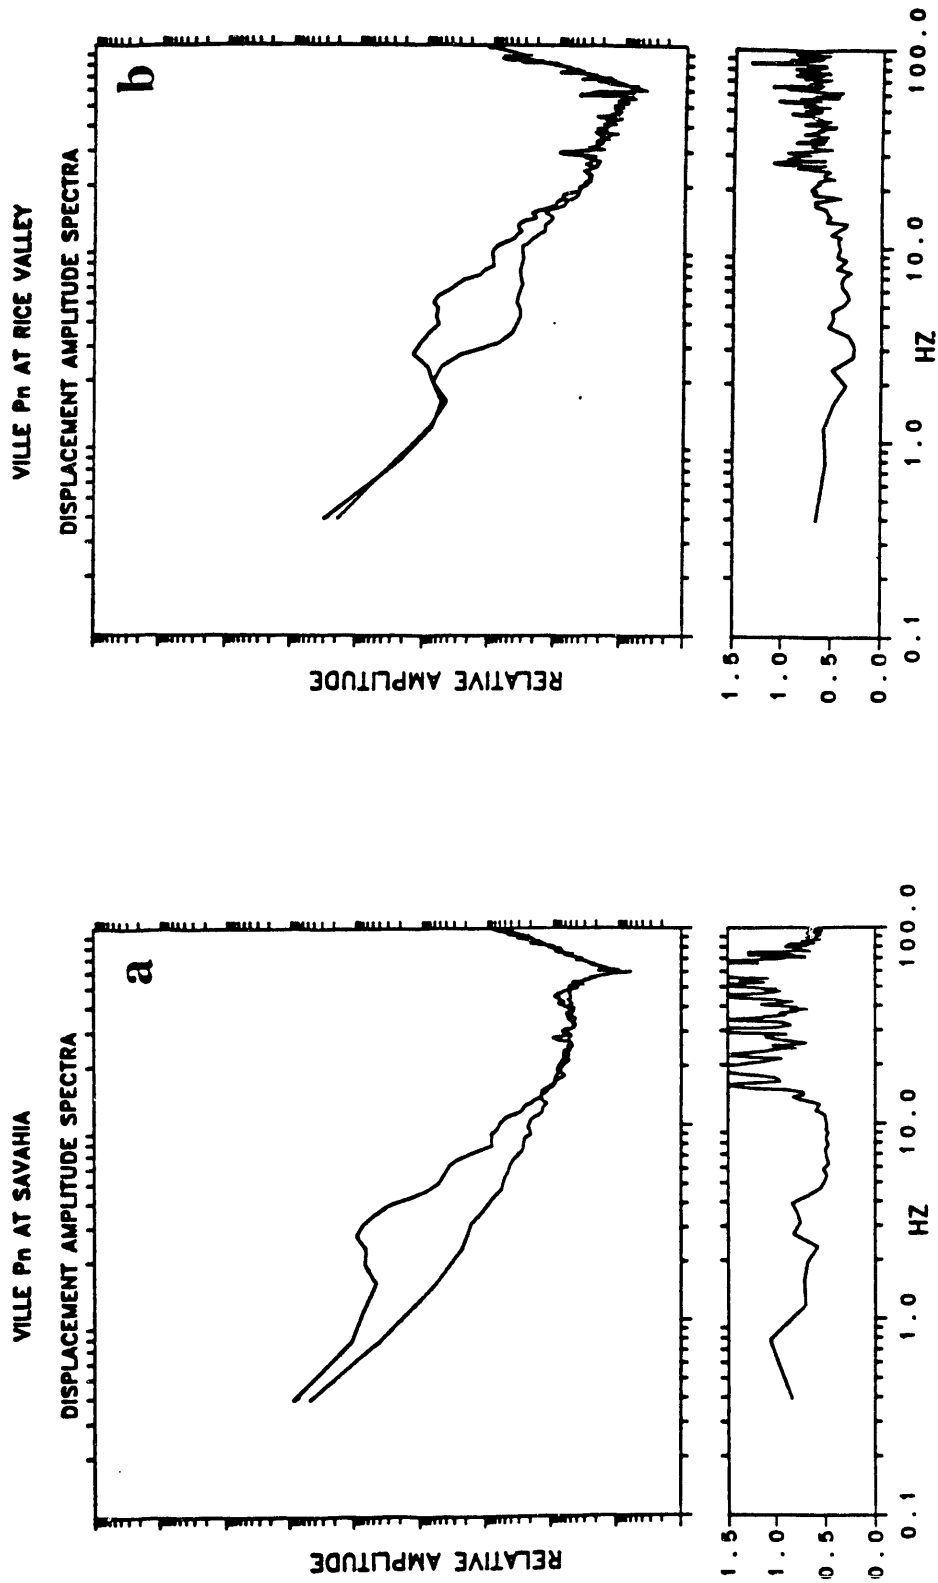 VILLE Pn AT SAVAHIA
DISPLACEMENT AMPLITUDE SPECTRA
a
RELATIVE AMPLITUDE
1.5
1.0
0.5
0.0
0.1
1.0
10.0
100.0
HZ
VILLE Pn AT RICE VALLEY
DISPLACEMENT AMPLITUDE SPECTRA
b
RELATIVE AMPLITUDE
1.5
1.0
0.5
0.0
0.1
1.0
10.0
100.0
HZ